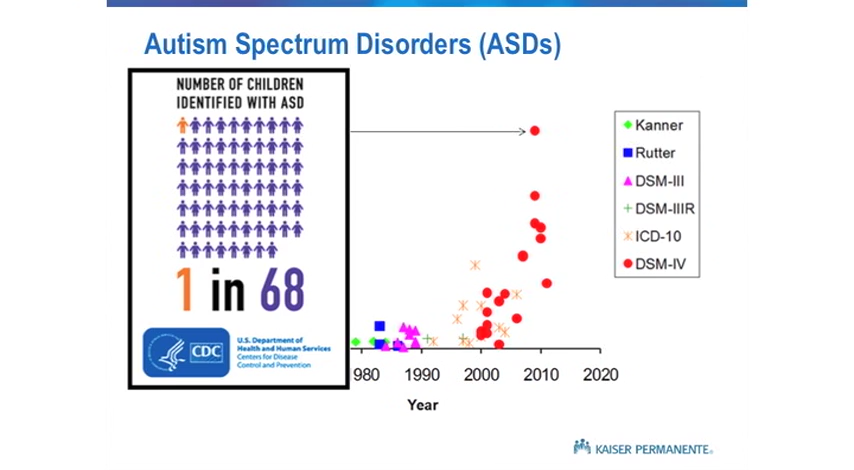 Autism Spectrum Disorders (ASDs)
NUMBER OF CHILDREN
IDENTIFIED WITH ASD
1 in 68
CDC
U.S. Department of
Health and Human Services
Centers for Disease
Control and Prevention
Kanner
Rutter
DSM-III
DSM-IIIR
ICD-10
DSM-IV
980 1990 2000 2010 2020
Year
KAISER PERMANENTE®